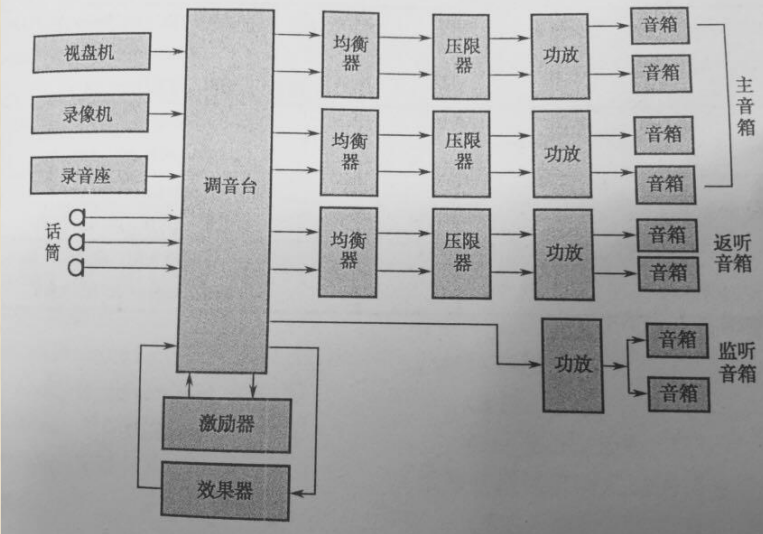 视盘机
录像机
录音座
话
筒
调音台
均衡
器
压限
器
功放
音箱
音箱
均衡
器
压限
器
功放
音箱
音箱
主
音
箱
均衡
器
压限
器
功放
音箱
音箱
返听
音箱
功放
音箱
音箱
监听
音箱
激励器
效果器